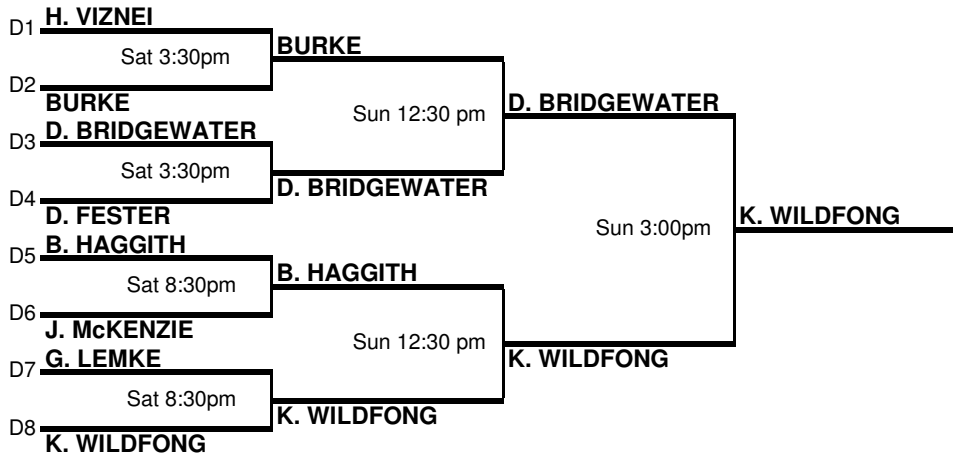 D1 H. VIZNEI
Sat 3:30pm
BURKE
D2
BURKE
Sun 12:30 pm
D. BRIDGEWATER
D3 D. BRIDGEWATER
Sat 3:30pm
D. BRIDGEWATER
D4
D. FESTER
Sun 3:00pm
K. WILDFONG
D5 B. HAGGITH
Sat 8:30pm
B. HAGGITH
D6
J. McKENZIE
Sun 12:30 pm
K. WILDFONG
D7 G. LEMKE
Sat 8:30pm
K. WILDFONG
D8
K. WILDFONG